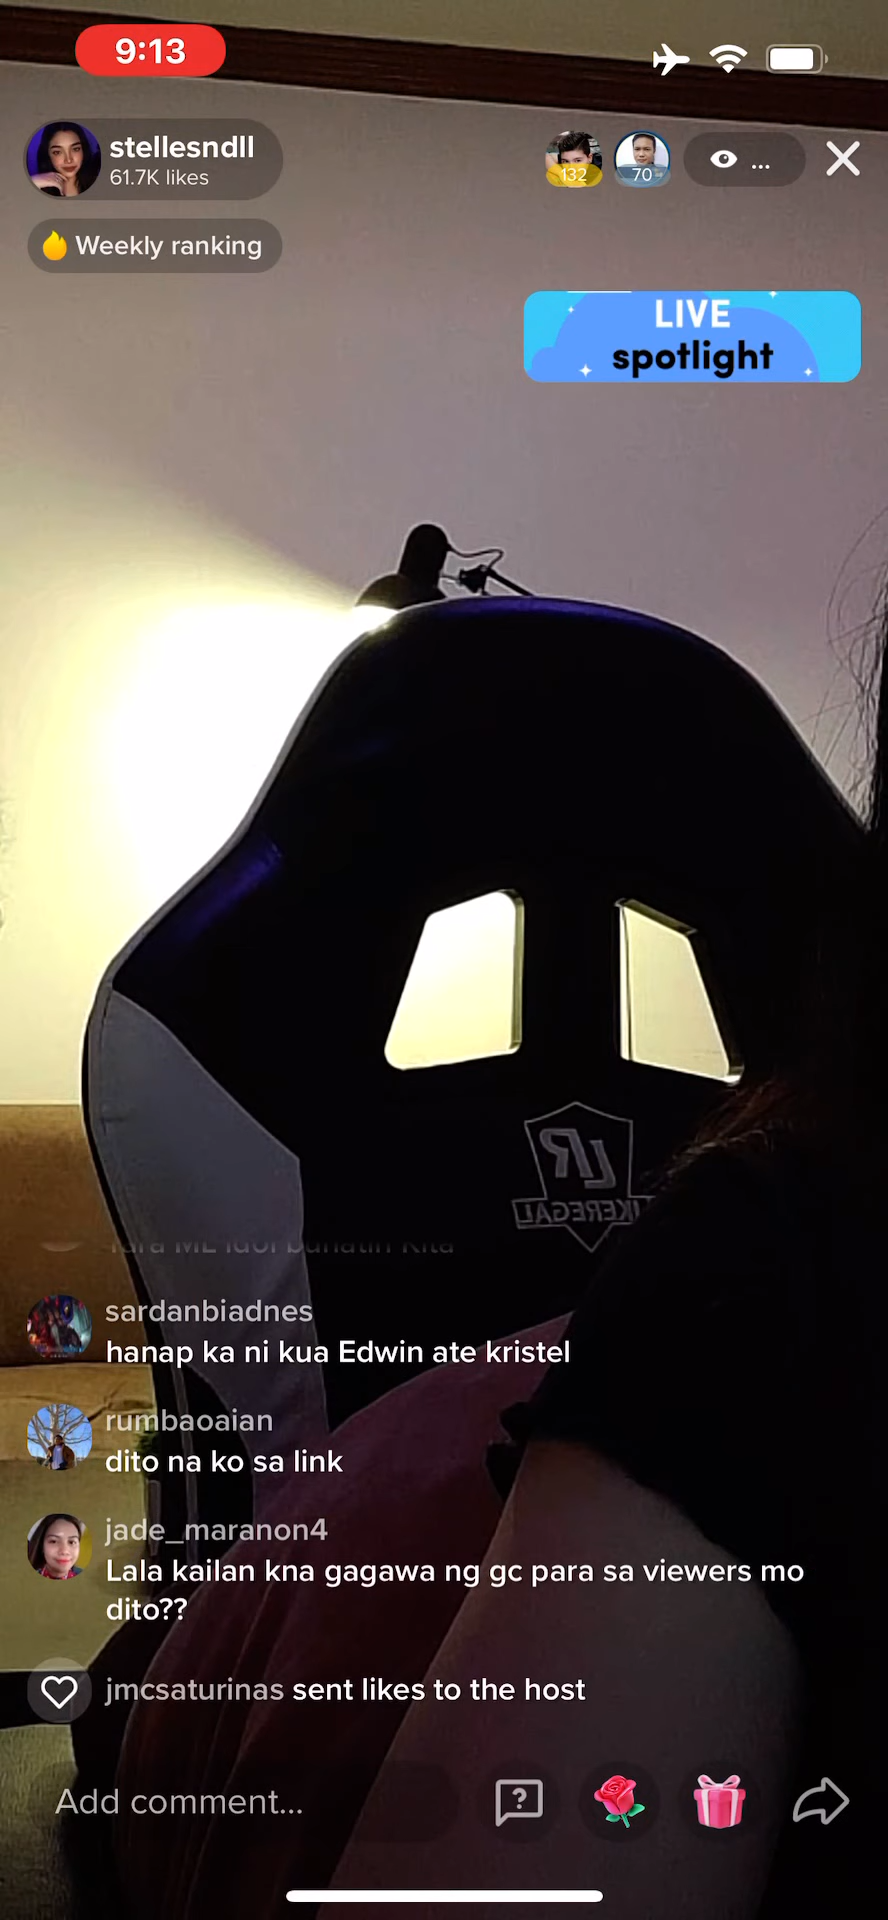 9:13
stellesndll
61.7K likes
132
70
...
Weekly ranking
LIVE
spotlight
LR
sardanbiadnes
hanap ka ni kua Edwin ate kristel
rumbaoaian
dito na ko sa link
jade_maranon4
Lala kailan kna gagawa ng gc para sa viewers mo
dito??
jmcsaturinas sent likes to the host
Add comment...